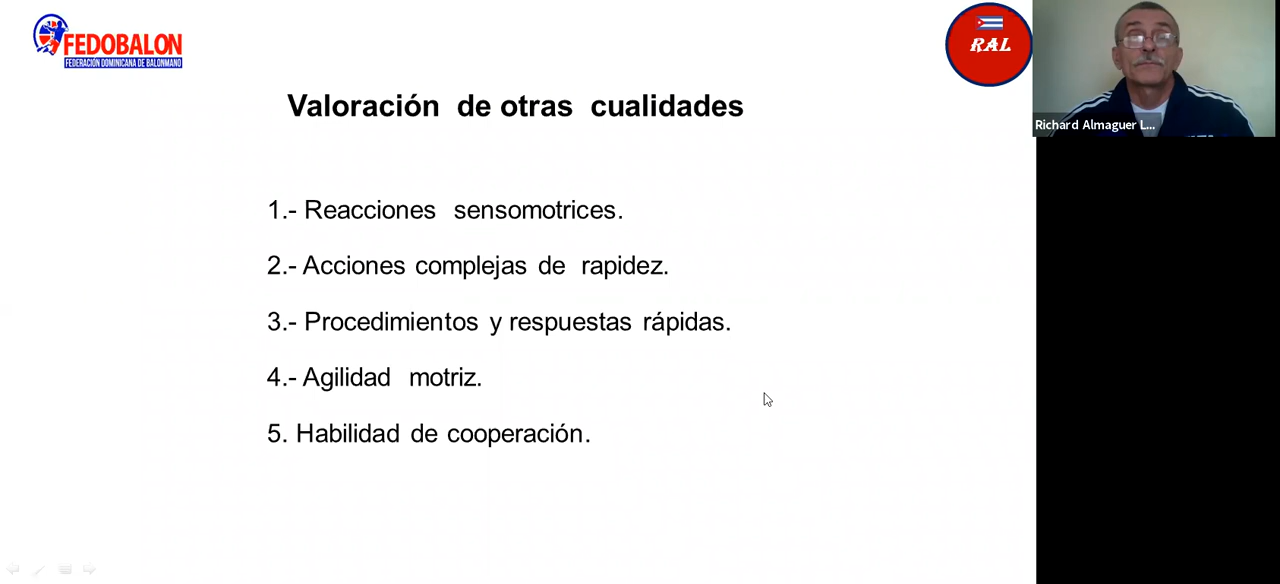 FEDOBALON
FEDERACIÓN DOMINICANA DE BALONMANO
RAL
Richard Almaguer L...
Valoración de otras cualidades
1.- Reacciones sensomotrices.
2.- Acciones complejas de rapidez.
3.- Procedimientos y respuestas rápidas.
4.- Agilidad motriz.
5. Habilidad de cooperación.